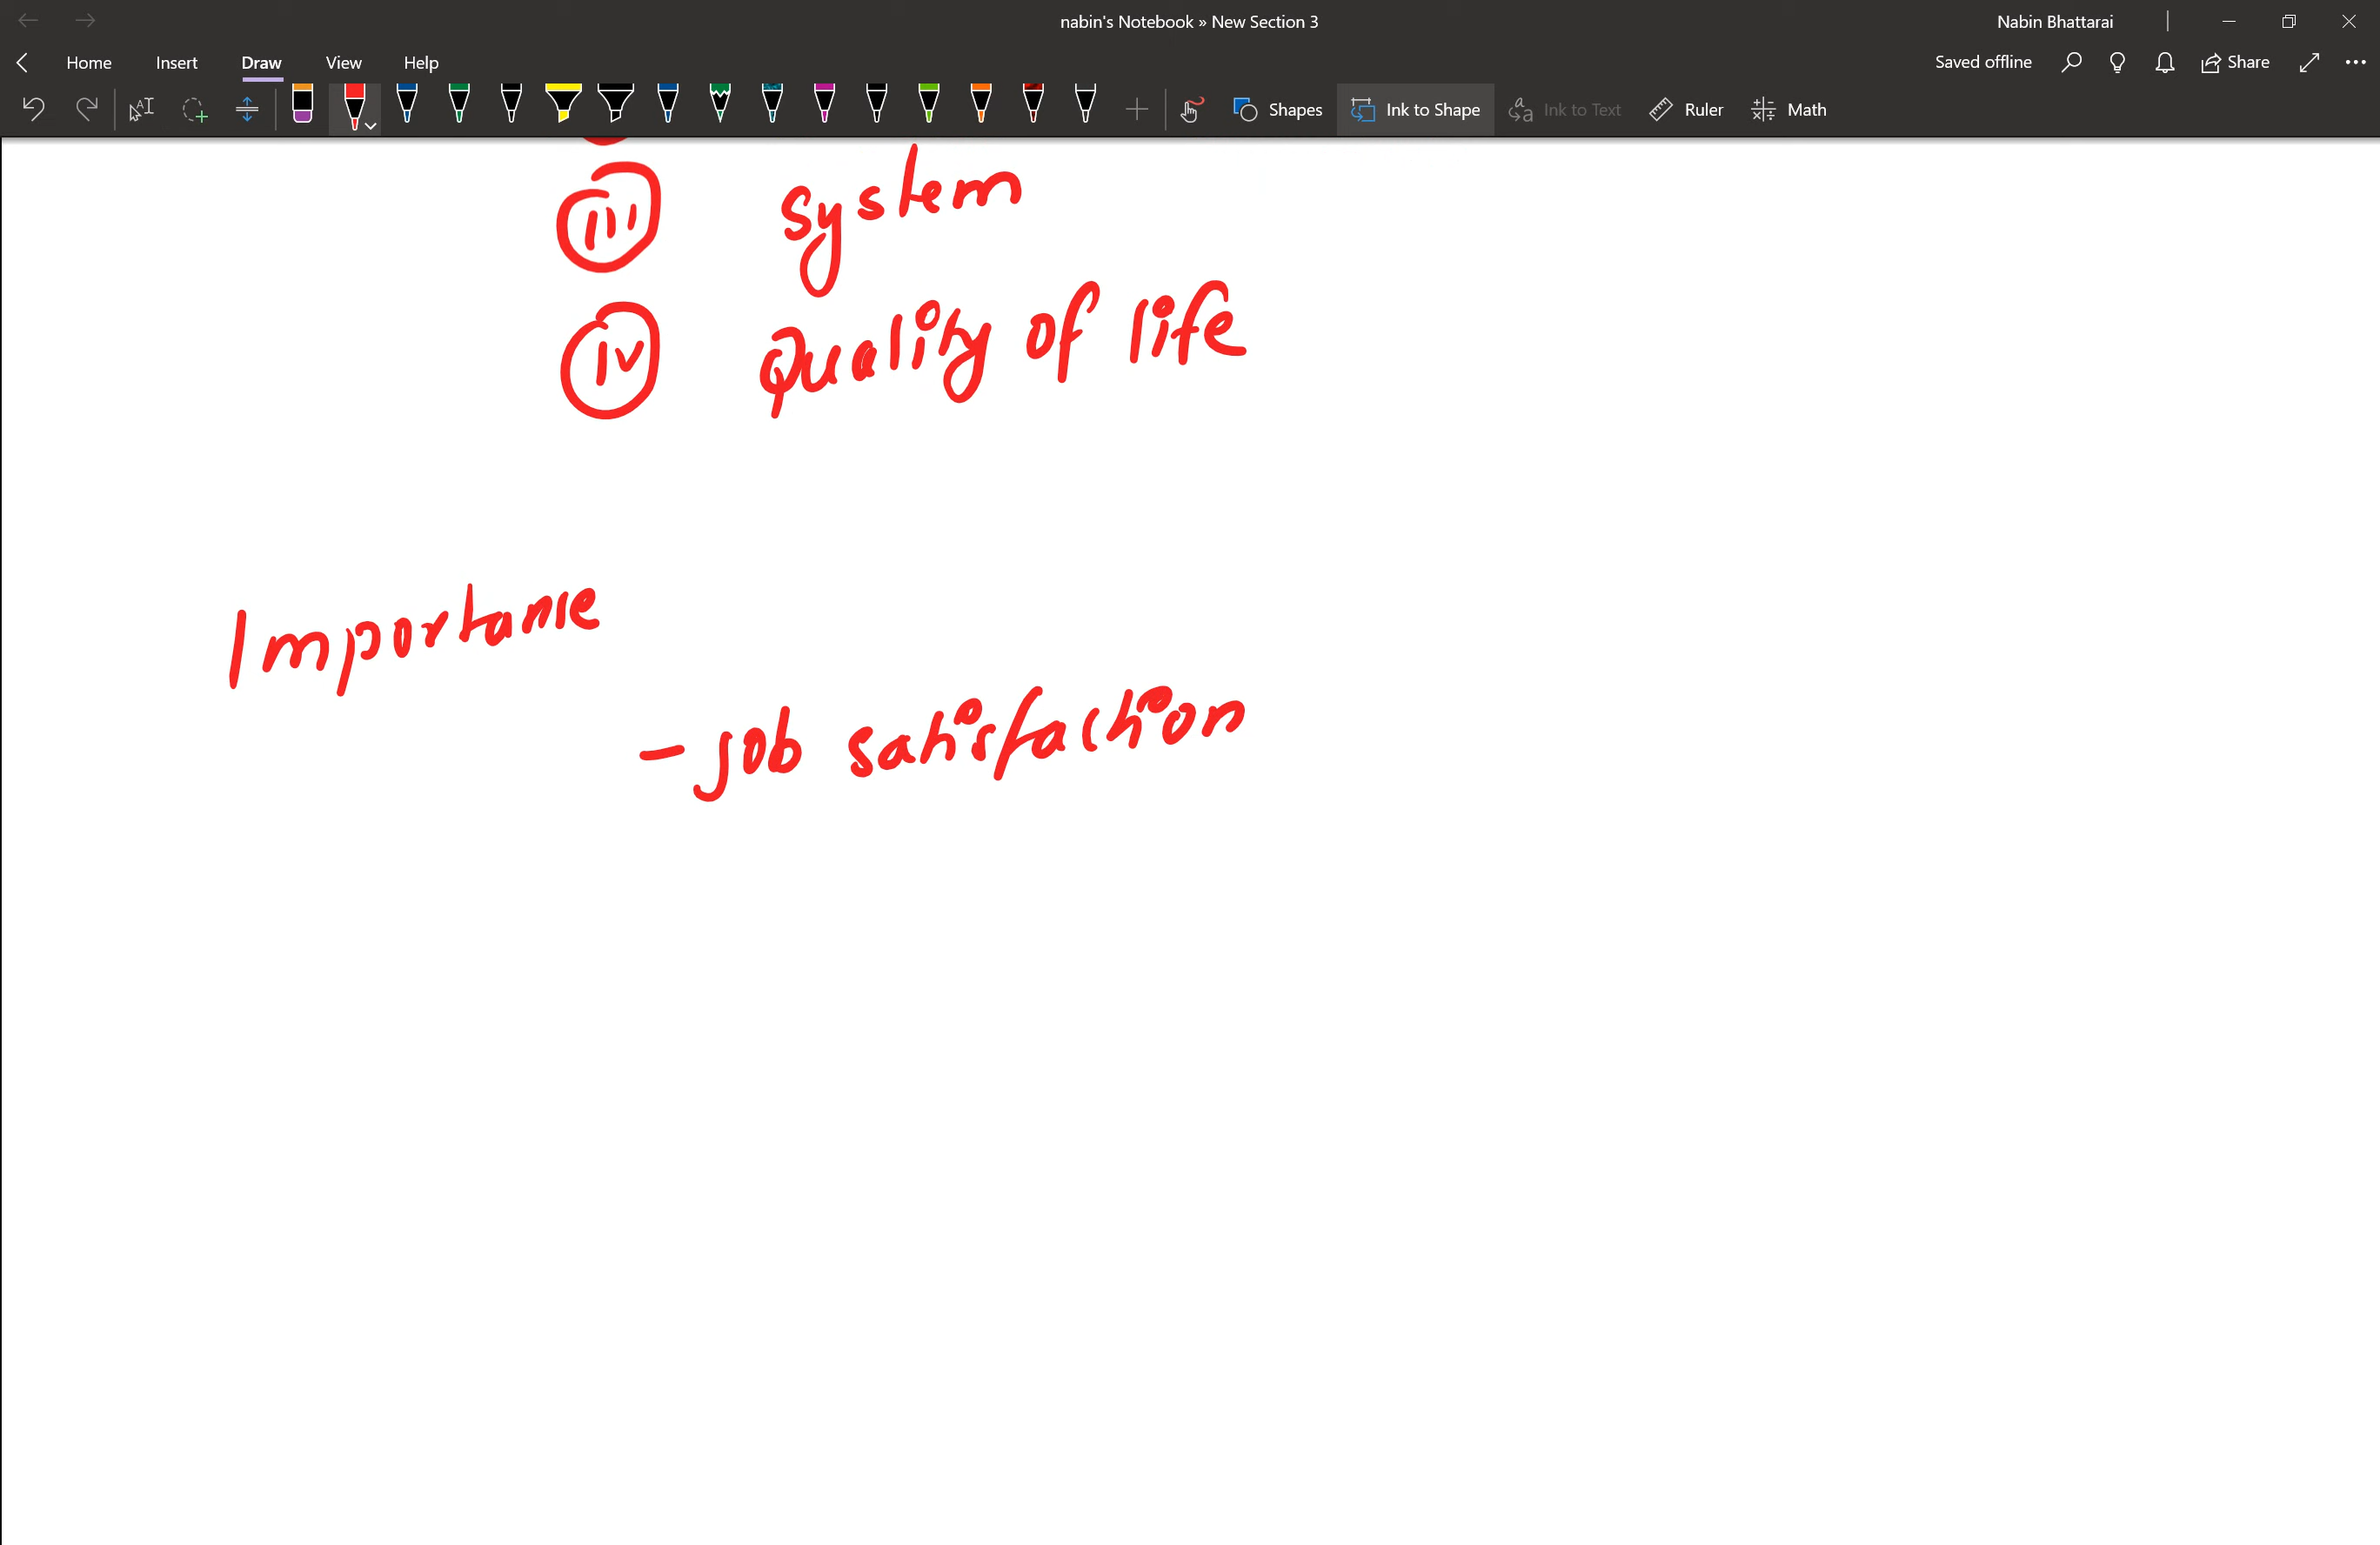 nabin's Notebook » New Section 3
Nabin Bhattarai
Home Insert Draw View Help
Saved offline
Share
Shapes
Ink to Shape
Ink to Text
Ruler
Math
III system
IV Quality of life
Importance
- job satisfaction